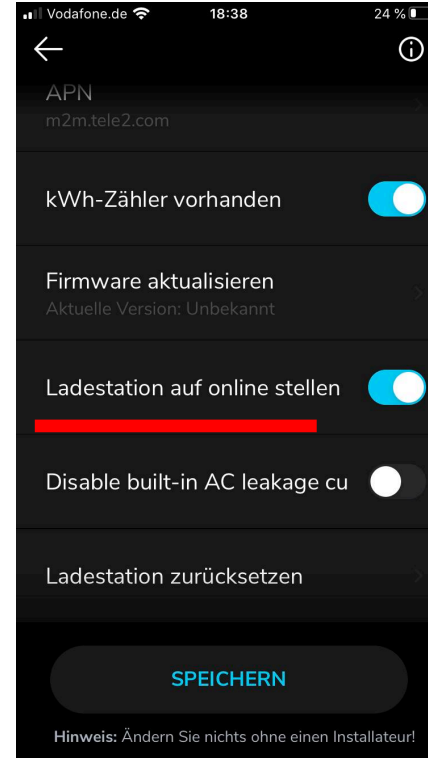 Vodafone.de 18:38 24 %
APN
m2m.tele2.com
kWh-Zähler vorhanden
Firmware aktualisieren
Aktuelle Version: Unbekannt
Ladestation auf online stellen
Disable built-in AC leakage cu
Ladestation zurücksetzen
SPEICHERN
Hinweis: Ändern Sie nichts ohne einen Installateur!